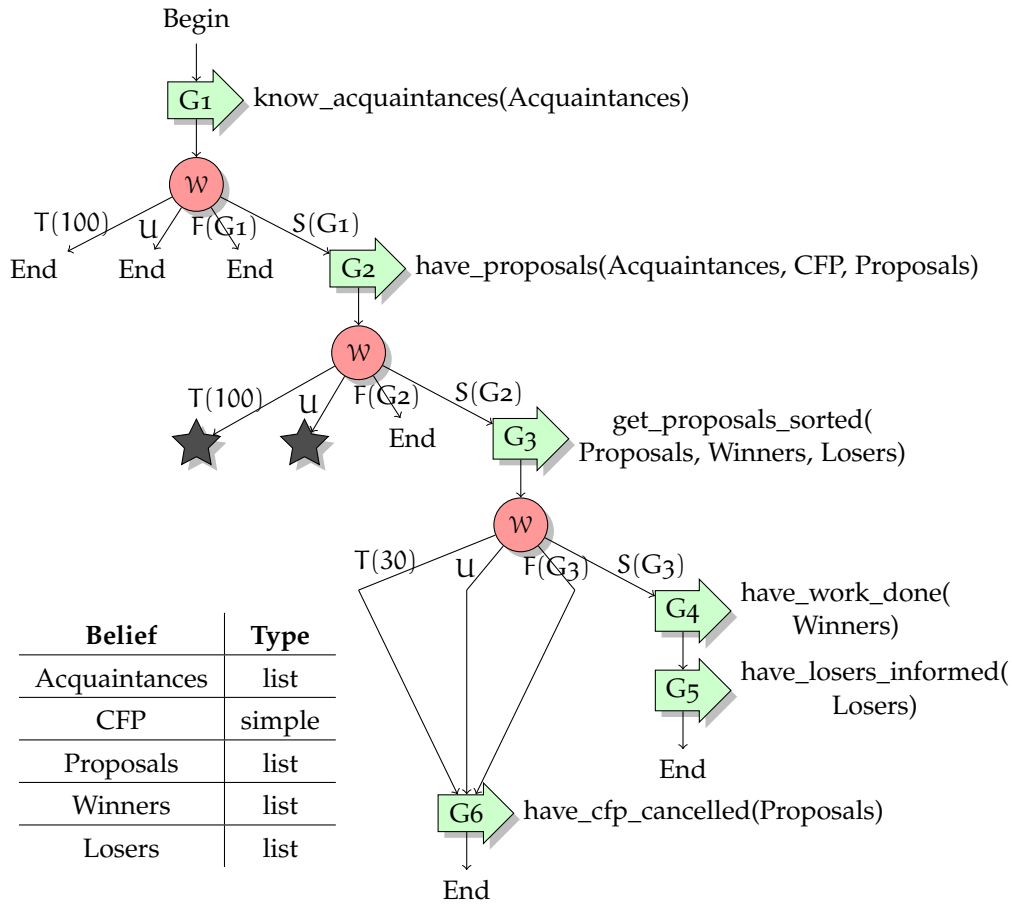 Begin
G1
know_acquaintances(Acquaintances)
W
T(100)
U
F(G1)
S(G1)
End
End
End
G2
have_proposals(Acquaintances, CFP, Proposals)
W
T(100)
U
F(G2)
S(G2)
End
G3
get_proposals_sorted(
Proposals, Winners, Losers)
W
T(30)
U
F(G3)
S(G3)
G4
have_work_done(
Winners)
G5
have_losers_informed(
Losers)
End
Belief Type
Acquaintances list
CFP simple
Proposals list
Winners list
Losers list
G6
have_cfp_cancelled(Proposals)
End